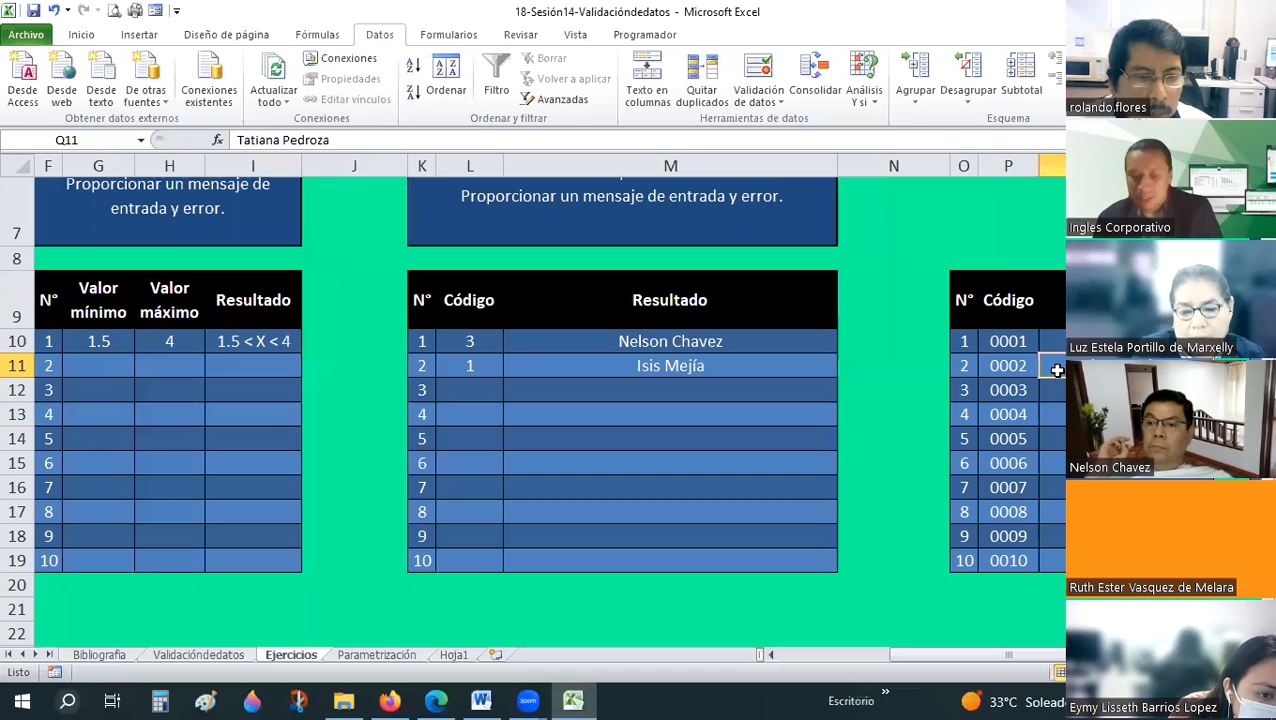 18-Sesión14-Validacióndedatos - Microsoft Excel
Archivo Inicio Insertar Diseño de página Fórmulas Datos Formularios Revisar Vista Programador
Desde Access
Desde web
Desde texto
De otras fuentes
Conexiones existentes
Obtener datos externos
Actualizar todo
Conexiones
Propiedades
Editar vínculos
Conexiones
Ordenar
Filtro
Borrar
Volver a aplicar
Avanzadas
Ordenar y filtrar
Texto en columnas
Quitar duplicados
Validación de datos
Consolidar
Análisis Y si
Herramientas de datos
Agrupar
Desagrupar
Subtotal
Esquema
Q11 fx Tatiana Pedroza
F G H I J K L M N O P
7 Proporcionar un mensaje de
entrada y error.
Proporcionar un mensaje de entrada y error.
8
9 N° Valor mínimo Valor máximo Resultado N° Código Resultado N° Código
10 1 1.5 4 1.5 < X < 4 1 3 Nelson Chavez 1 0001
11 2 2 1 Isis Mejía 2 0002
12 3 3 3 0003
13 4 4 4 0004
14 5 5 5 0005
15 6 6 6 0006
16 7 7 7 0007
17 8 8 8 0008
18 9 9 9 0009
19 10 10 10 0010
20
21
22
Bibliografia Validacióndedatos Ejercicios Parametrización Hoja1
Listo
Escritorio » 33°C Solead
rolando.flores
Ingles Corporativo
Luz Estela Portillo de Marxelly
Nelson Chavez
Ruth Ester Vasquez de Melara
Eymy Lisseth Barrios Lopez